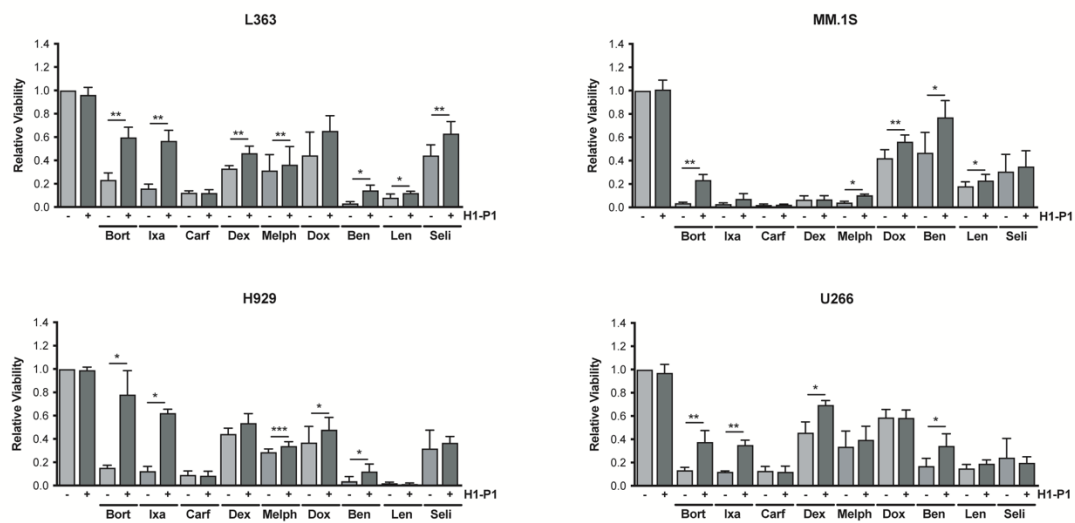 L363
Relative Viability
1.4
1.2
1.0
0.8
0.6
0.4
0.2
0.0
** ** ** ** * * **
- + - + - + - + - + - + - + - + - + - + H1-P1
Bort Ixa Carf Dex Melph Dox Ben Len Seli
MM.1S
Relative Viability
1.4
1.2
1.0
0.8
0.6
0.4
0.2
0.0
** * ** * *
- + - + - + - + - + - + - + - + - + - + H1-P1
Bort Ixa Carf Dex Melph Dox Ben Len Seli
H929
Relative Viability
1.4
1.2
1.0
0.8
0.6
0.4
0.2
0.0
* * *** * *
- + - + - + - + - + - + - + - + - + - + H1-P1
Bort Ixa Carf Dex Melph Dox Ben Len Seli
U266
Relative Viability
1.4
1.2
1.0
0.8
0.6
0.4
0.2
0.0
** ** * *
- + - + - + - + - + - + - + - + - + - + H1-P1
Bort Ixa Carf Dex Melph Dox Ben Len Seli